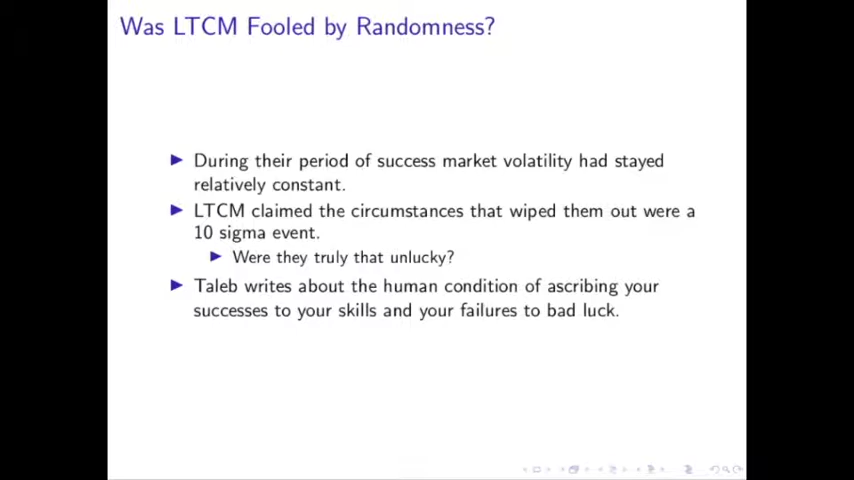 Was LTCM Fooled by Randomness?
During their period of success market volatility had stayed
relatively constant.
LTCM claimed the circumstances that wiped them out were a
10 sigma event.
Were they truly that unlucky?
Taleb writes about the human condition of ascribing your
successes to your skills and your failures to bad luck.